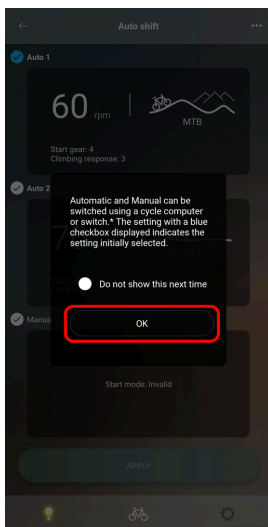 Auto shift
Auto 1
60 rpm
MTB
Start gear: 4
Climbing response: 3
Auto 2
Automatic and Manual can be
switched using a cycle computer
or switch.* The setting with a blue
checkbox displayed indicates the
setting initially selected.
Do not show this next time
OK
Start mode: Invalid
APPLY